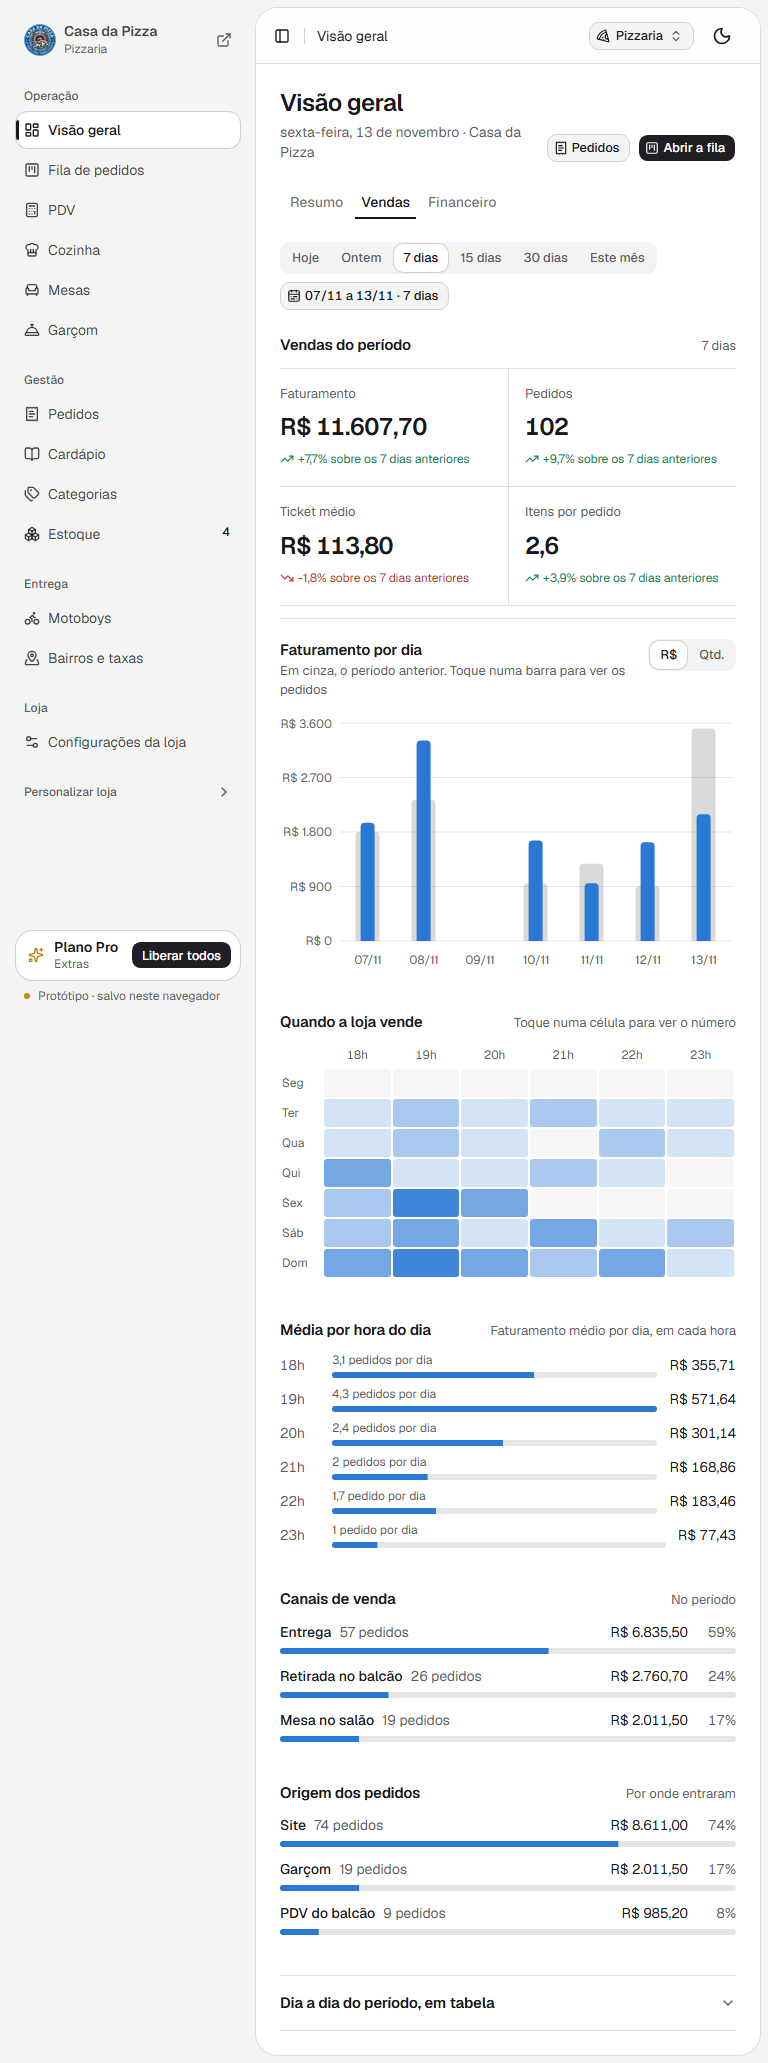 Casa da Pizza
Pizzaria
Operação
Visão geral
Fila de pedidos
PDV
Cozinha
Mesas
Garçom
Gestão
Pedidos
Cardápio
Categorias
Estoque 4
Entrega
Motoboys
Bairros e taxas
Loja
Configurações da loja
Personalizar loja
Plano Pro
Extras
Liberar todos
Protótipo · salvo neste navegador
Visão geral
Pizzaria
Visão geral
sexta-feira, 13 de novembro · Casa da
Pizza
Pedidos
Abrir a fila
Resumo Vendas Financeiro
Hoje Ontem 7 dias 15 dias 30 dias Este mês
07/11 a 13/11 · 7 dias
Vendas do período 7 dias
Faturamento
R$ 11.607,70
+7,7% sobre os 7 dias anteriores
Pedidos
102
+9,7% sobre os 7 dias anteriores
Ticket médio
R$ 113,80
-1,8% sobre os 7 dias anteriores
Itens por pedido
2,6
+3,9% sobre os 7 dias anteriores
Faturamento por dia
Em cinza, o período anterior. Toque numa barra para ver os
pedidos
R$ Qtd.
R$ 3.600
R$ 2.700
R$ 1.800
R$ 900
R$ 0
07/11 08/11 09/11 10/11 11/11 12/11 13/11
Quando a loja vende Toque numa célula para ver o número
18h 19h 20h 21h 22h 23h
Seg
Ter
Qua
Qui
Sex
Sáb
Dom
Média por hora do dia Faturamento médio por dia, em cada hora
18h 3,1 pedidos por dia R$ 355,71
19h 4,3 pedidos por dia R$ 571,64
20h 2,4 pedidos por dia R$ 301,14
21h 2 pedidos por dia R$ 168,86
22h 1,7 pedido por dia R$ 183,46
23h 1 pedido por dia R$ 77,43
Canais de venda No período
Entrega 57 pedidos R$ 6.835,50 59%
Retirada no balcão 26 pedidos R$ 2.760,70 24%
Mesa no salão 19 pedidos R$ 2.011,50 17%
Origem dos pedidos Por onde entraram
Site 74 pedidos R$ 8.611,00 74%
Garçom 19 pedidos R$ 2.011,50 17%
PDV do balcão 9 pedidos R$ 985,20 8%
Dia a dia do período, em tabela